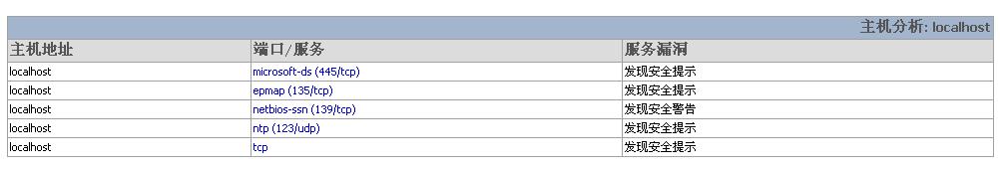 主机分析: localhost
主机地址 端口/服务 服务漏洞
localhost microsoft-ds (445/tcp) 发现安全提示
localhost epmap (135/tcp) 发现安全提示
localhost netbios-ssn (139/tcp) 发现安全警告
localhost ntp (123/udp) 发现安全提示
localhost tcp 发现安全提示